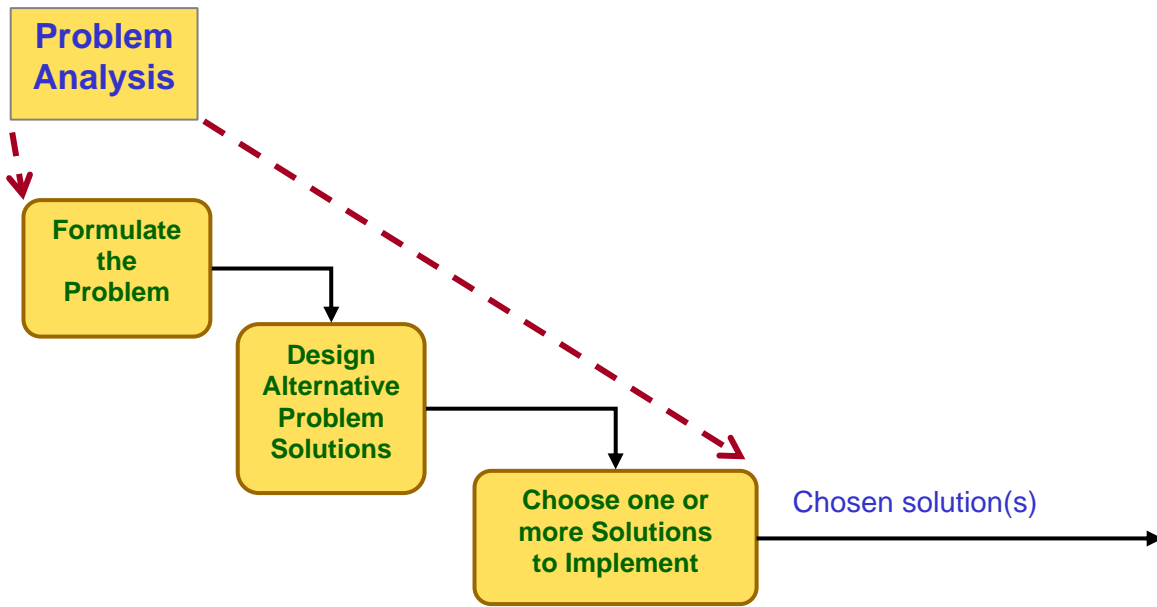 Problem
Analysis
Formulate
the
Problem
Design
Alternative
Problem
Solutions
Choose one or
more Solutions
to Implement
Chosen solution(s)